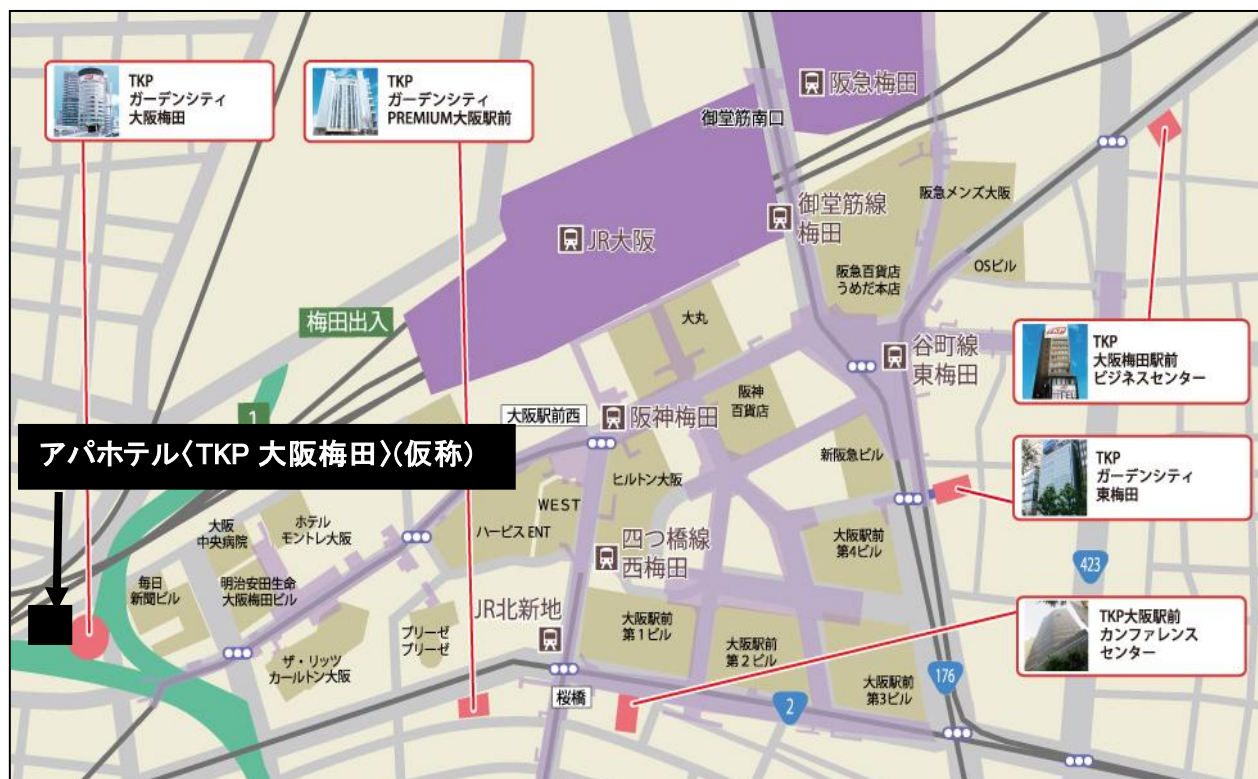 TKP
ガーデンシティ
大阪梅田
TKP
ガーデンシティ
PREMIUM大阪駅前
阪急梅田
御堂筋南口
御堂筋線
梅田
阪急メンズ大阪
JR大阪
阪急百貨店
うめだ本店
OSビル
梅田出入
大丸
谷町線
東梅田
TKP
大阪梅田駅前
ビジネスセンター
阪神
百貨店
1
大阪駅前西
阪神梅田
アパホテル〈TKP 大阪梅田〉(仮称)
新阪急ビル
TKP
ガーデンシティ
東梅田
ヒルトン大阪
WEST
ハービス ENT
大阪
中央病院
ホテル
モントレ大阪
四つ橋線
西梅田
大阪駅前
第4ビル
423
毎日
新聞ビル
明治安田生命
大阪梅田ビル
JR北新地
ブリーゼ
ブリーゼ
大阪駅前
第1ビル
TKP大阪駅前
カンファレンス
センター
大阪駅前
第2ビル
ザ・リッツ
カールトン大阪
176
大阪駅前
第3ビル
桜橋
2